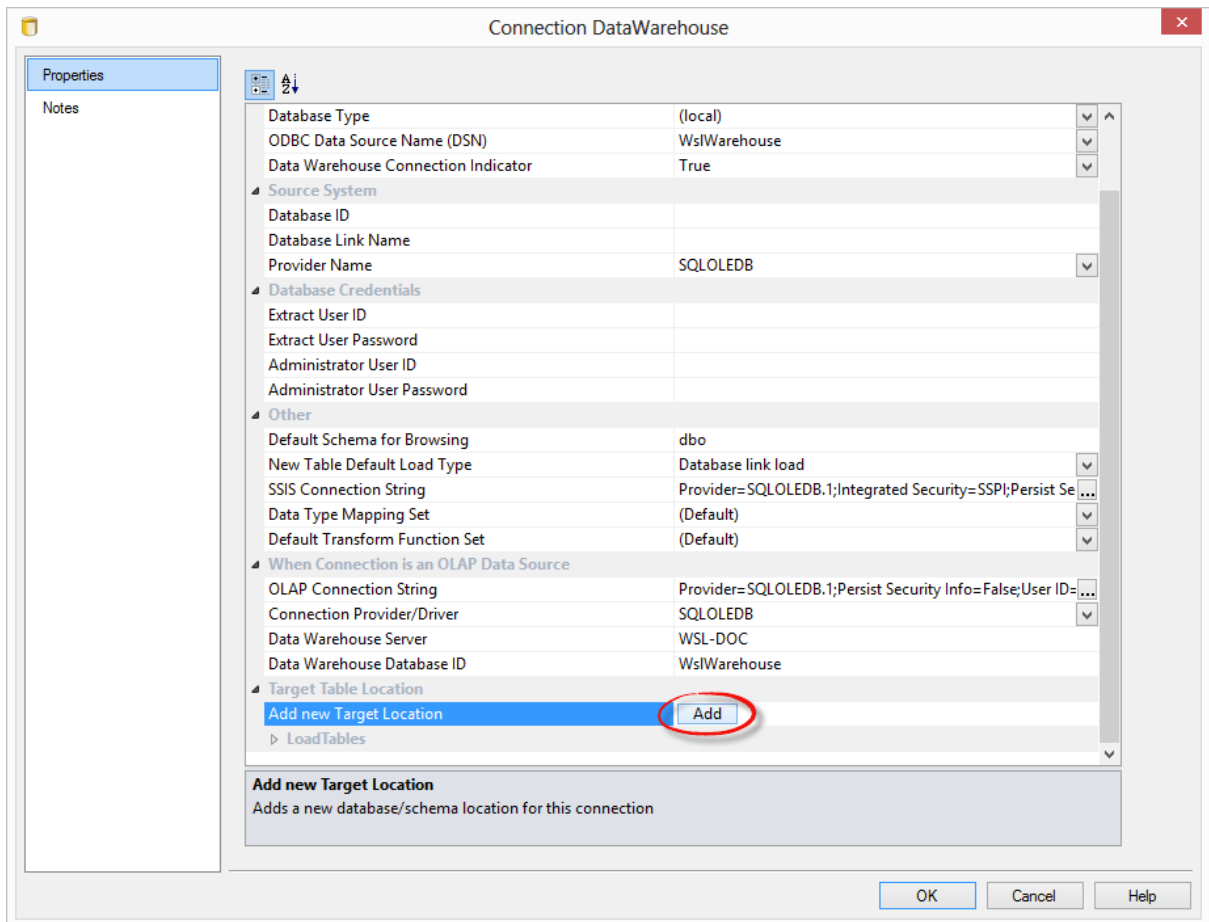 Connection DataWarehouse
Properties
Notes
Database Type (local)
ODBC Data Source Name (DSN) WslWarehouse
Data Warehouse Connection Indicator True
Source System
Database ID
Database Link Name
Provider Name SQLOLEDB
Database Credentials
Extract User ID
Extract User Password
Administrator User ID
Administrator User Password
Other
Default Schema for Browsing dbo
New Table Default Load Type Database link load
SSIS Connection String Provider=SQLOLEDB.1;Integrated Security=SSPI;Persist Se ...
Data Type Mapping Set (Default)
Default Transform Function Set (Default)
When Connection is an OLAP Data Source
OLAP Connection String Provider=SQLOLEDB.1;Persist Security Info=False;User ID= ...
Connection Provider/Driver SQLOLEDB
Data Warehouse Server WSL-DOC
Data Warehouse Database ID WslWarehouse
Target Table Location
Add new Target Location Add
LoadTables
Add new Target Location
Adds a new database/schema location for this connection
OK Cancel Help